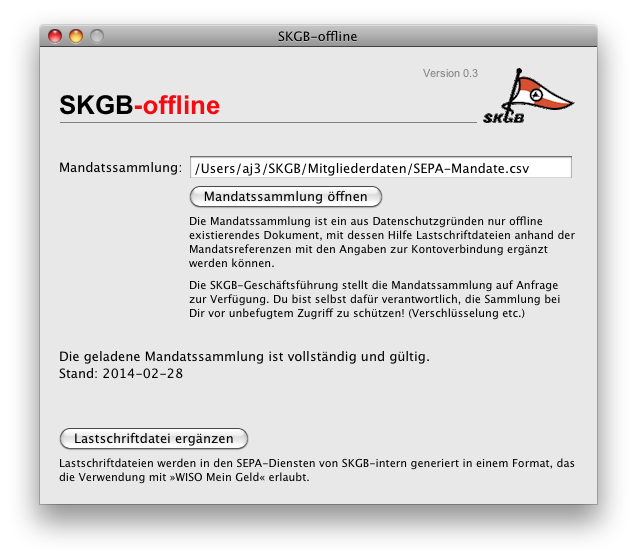 SKGB-offline
Version 0.3
SKGB-offline
SKGB
Mandatssammlung: /Users/aj3/SKGB/Mitgliederdaten/SEPA-Mandate.csv
Mandatssammlung öffnen
Die Mandatssammlung ist ein aus Datenschutzgründen nur offline
existierendes Dokument, mit dessen Hilfe Lastschriftdateien anhand der
Mandatsreferenzen mit den Angaben zur Kontoverbindung ergänzt
werden können.
Die SKGB-Geschäftsführung stellt die Mandatssammlung auf Anfrage
zur Verfügung. Du bist selbst dafür verantwortlich, die Sammlung bei
Dir vor unbefugtem Zugriff zu schützen! (Verschlüsselung etc.)
Die geladene Mandatssammlung ist vollständig und gültig.
Stand: 2014-02-28
Lastschriftdatei ergänzen
Lastschriftdateien werden in den SEPA-Diensten von SKGB-intern generiert in einem Format, das
die Verwendung mit »WISO Mein Geld« erlaubt.